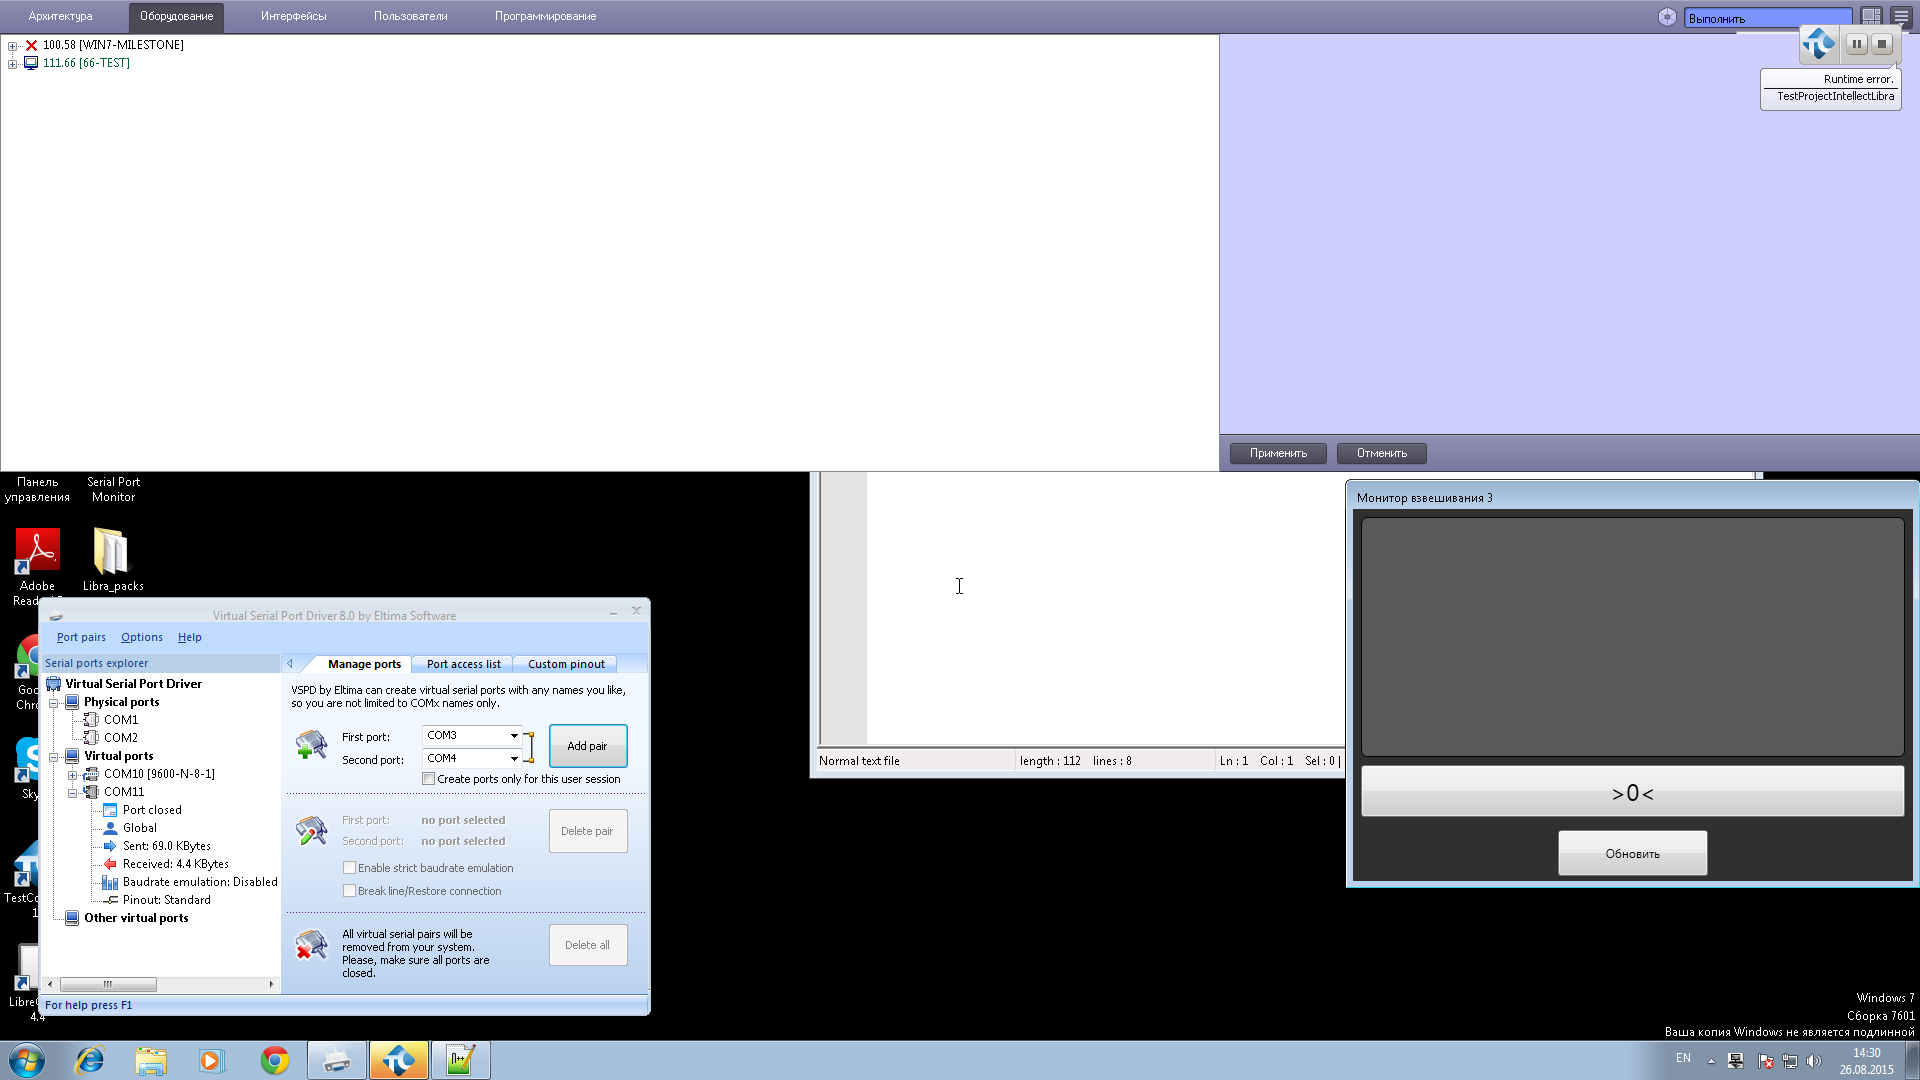 Архитектура
Оборудование
Интерфейсы
Пользователи
Программирование
Выполнить
100.58 [WIN7-MILESTONE]
111.66 [66-TEST]
Runtime error.
TestProjectIntellectLibra
Применить
Отменить
Панель управления
Serial Port Monitor
Adobe
Libra_packs
Virtual Serial Port Driver 8.0 by Eltima Software
Port pairs
Options
Help
Serial ports explorer
Virtual Serial Port Driver
Physical ports
COM1
COM2
Virtual ports
COM10 [9600-N-8-1]
COM11
Port closed
Global
Sent: 69.0 KBytes
Received: 4.4 KBytes
Baudrate emulation: Disabled
Pinout: Standard
Other virtual ports
Manage ports
Port access list
Custom pinout
VSPD by Eltima can create virtual serial ports with any names you like,
so you are not limited to COMx names only.
First port:
COM3
Second port:
COM4
Add pair
Create ports only for this user session
First port:
no port selected
Second port:
no port selected
Delete pair
Enable strict baudrate emulation
Break line/Restore connection
All virtual serial pairs will be
removed from your system.
Please, make sure all ports are
closed.
Delete all
For help press F1
4.4
Normal text file
length : 112
lines : 8
Ln : 1
Col : 1
Sel : 0 |
Монитор взвешивания 3
>0<
Обновить
Windows 7
Сборка 7601
Ваша копия Windows не является подлинной
EN
14:30
26.08.2015